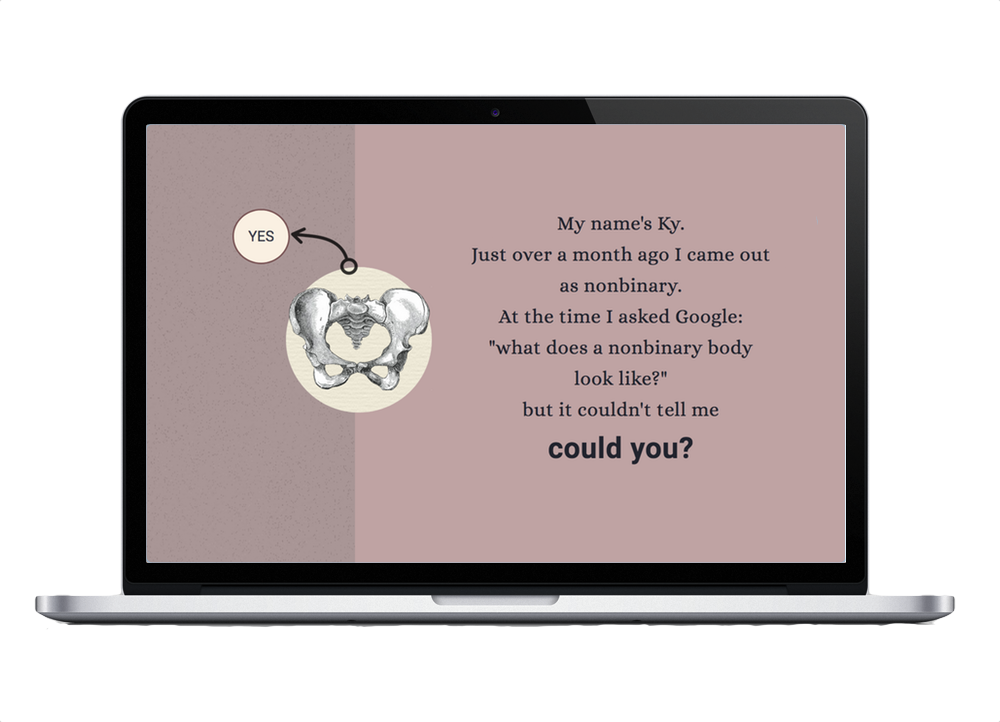 YES
My name's Ky.
Just over a month ago I came out
as nonbinary.
At the time I asked Google:
"what does a nonbinary body
look like?"
but it couldn't tell me
could you?